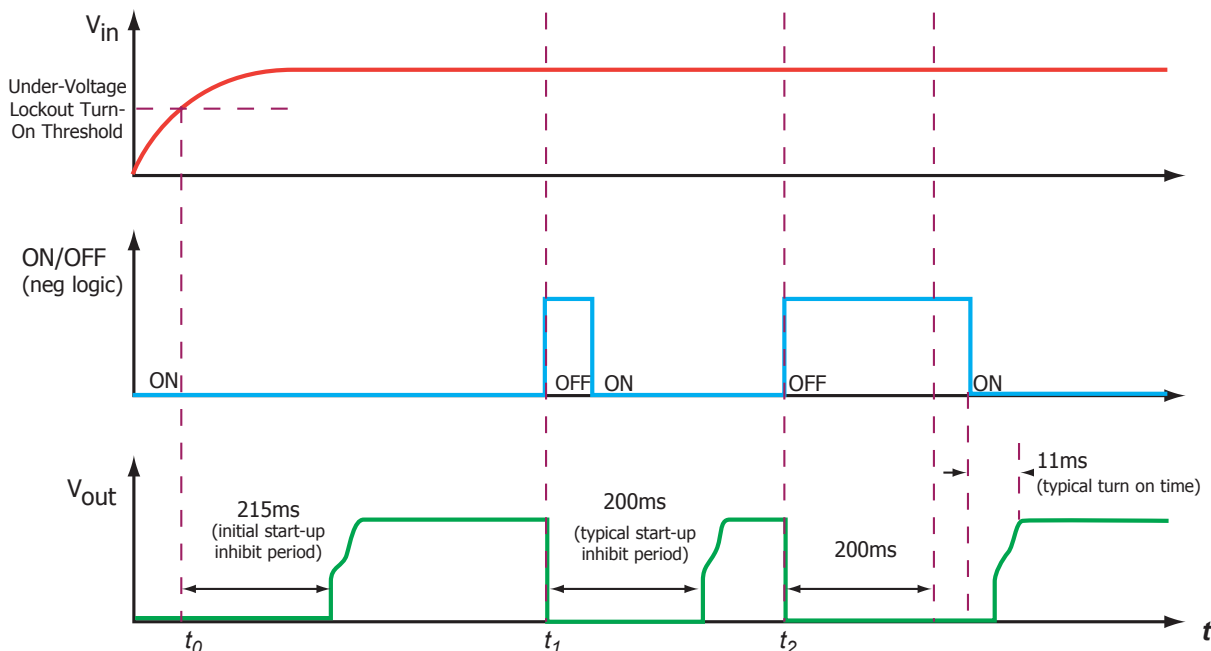 Vin
Under-Voltage
Lockout Turn-
On Threshold
ON/OFF
(neg logic)
ON
OFF
ON
OFF
ON
Vout
215ms
(initial start-up
inhibit period)
200ms
(typical start-up
inhibit period)
200ms
11ms
(typical turn on time)
t0
t1
t2
t